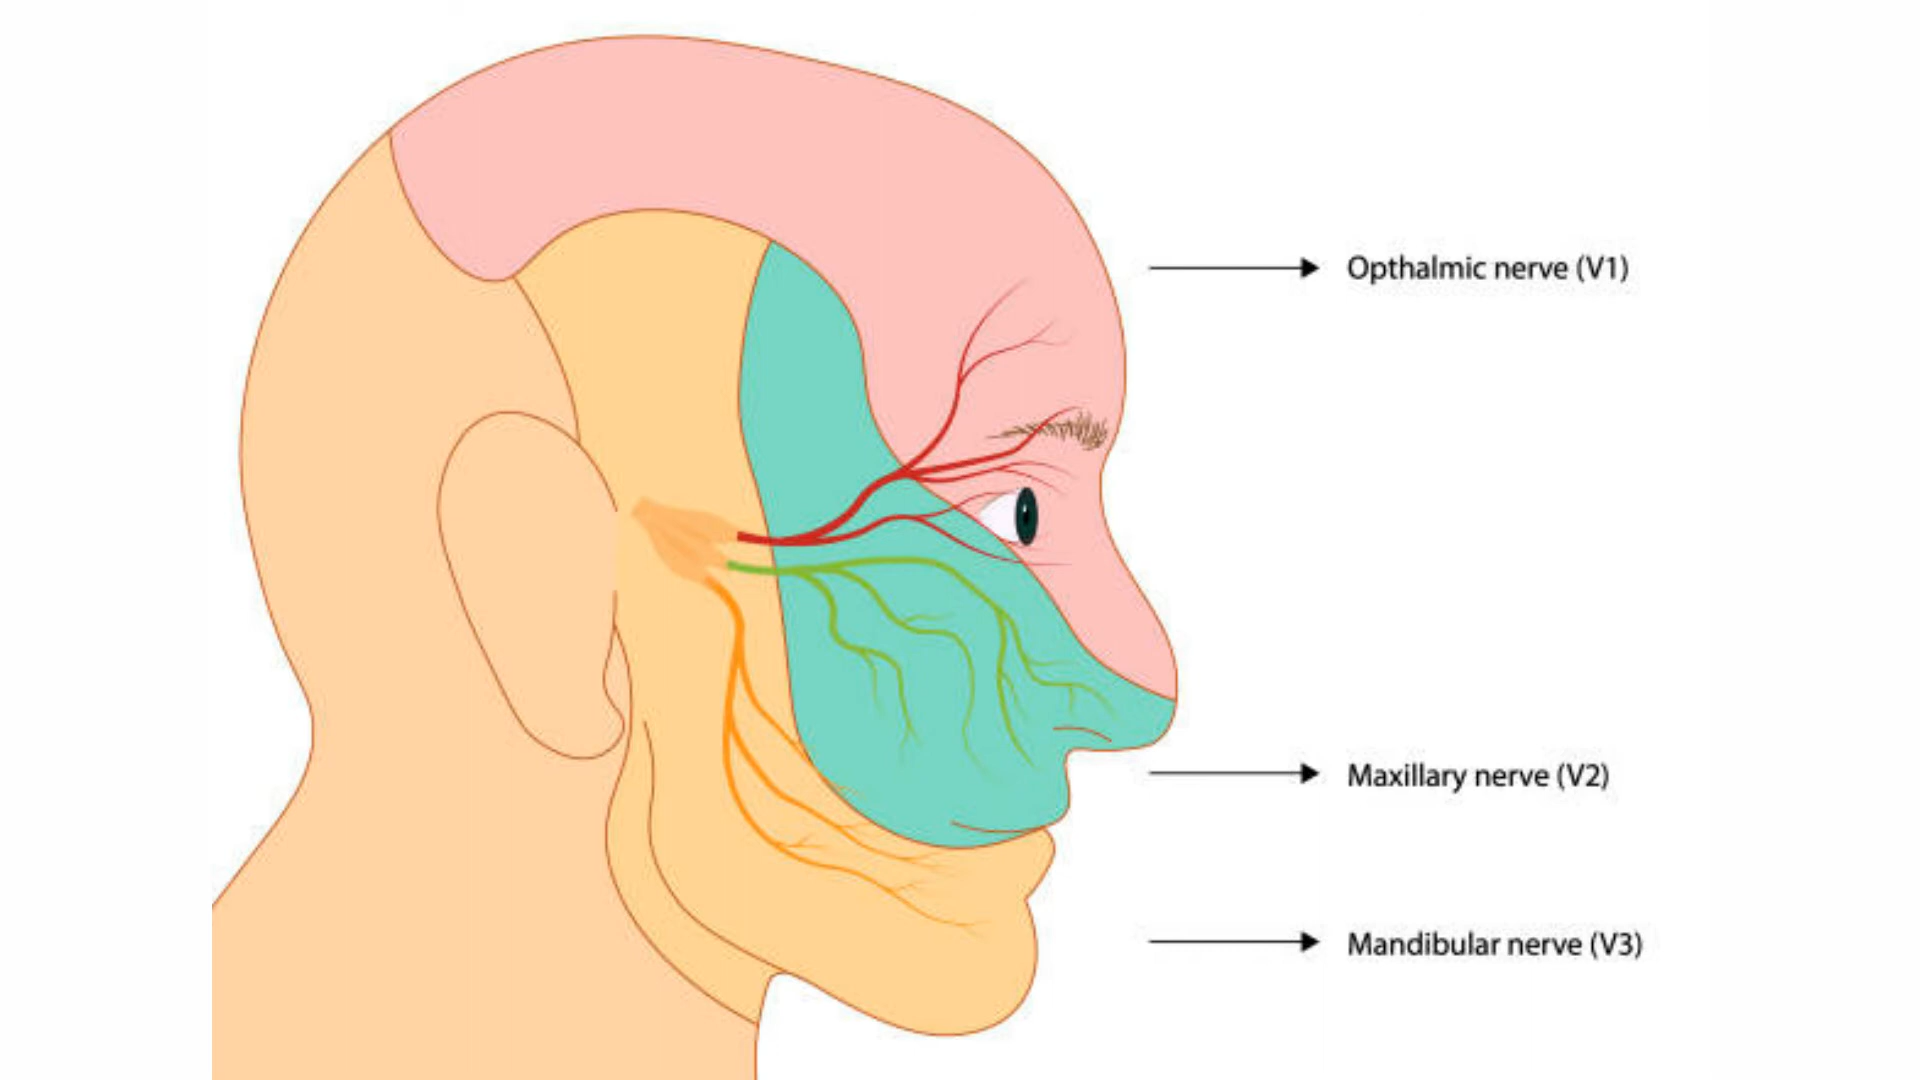 Opthalmic nerve (V1)
Maxillary nerve (V2)
Mandibular nerve (V3)